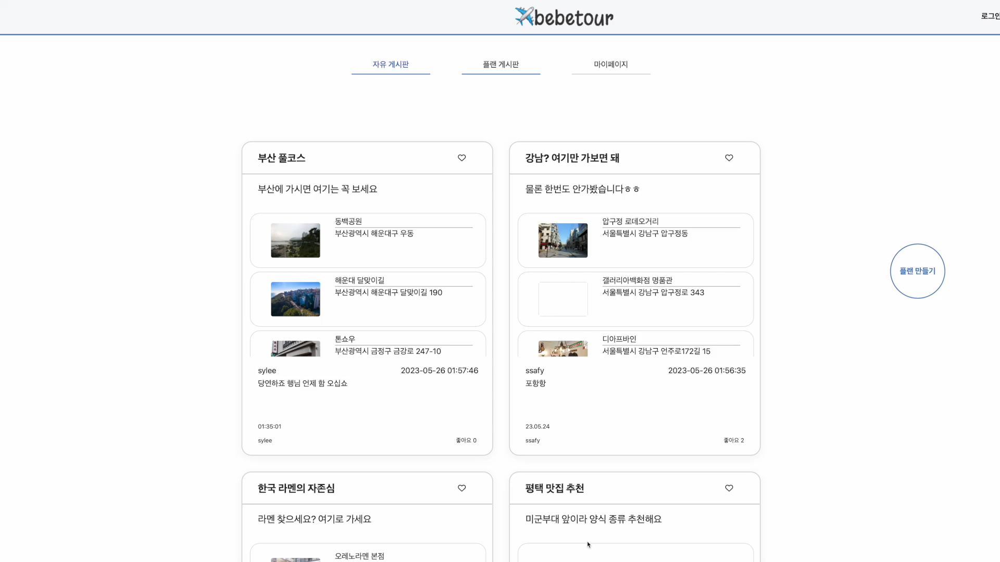 bebetour
로그인
자유 게시판
플랜 게시판
마이페이지
부산 풀코스
부산에 가시면 여기는 꼭 보세요
동백공원
부산광역시 해운대구 우동
해운대 달맞이길
부산광역시 해운대구 달맞이길 190
톤쇼우
부산광역시 금정구 금강로 247-10
sylee
2023-05-26 01:57:46
당연하죠 행님 언제 함 오십쇼
01:35:01
sylee
좋아요 0
강남? 여기만 가보면 돼
물론 한번도 안가봤습니다ㅎㅎ
압구정 로데오거리
서울특별시 강남구 압구정동
갤러리아백화점 명품관
서울특별시 강남구 압구정로 343
디아프바인
서울특별시 강남구 언주로172길 15
ssafy
2023-05-26 01:56:35
포항항
23.05.24
ssafy
좋아요 2
플랜 만들기
한국 라멘의 자존심
라멘 찾으세요? 여기로 가세요
오레노라멘 본점
평택 맛집 추천
미군부대 앞이라 양식 종류 추천해요